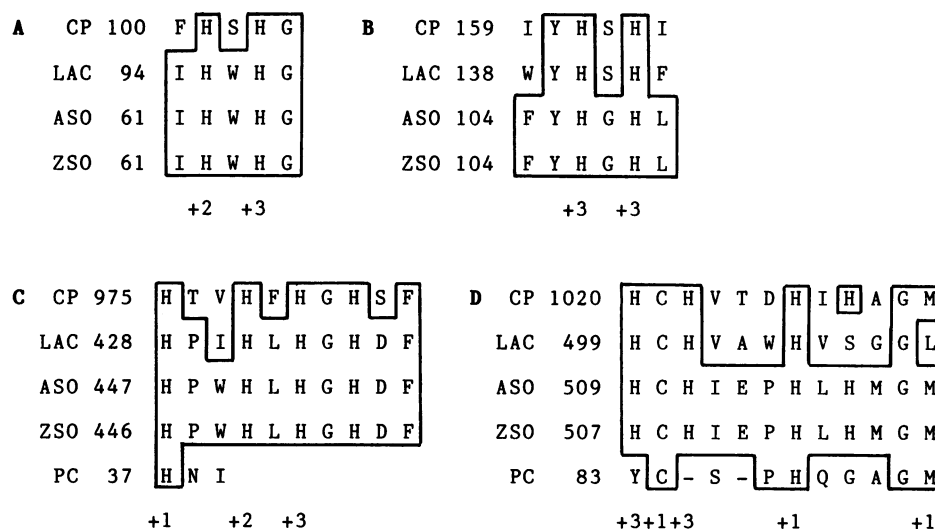 A CP 100 F H S H G
LAC 94 I H W H G
ASO 61 I H W H G
ZSO 61 I H W H G
+2 +3
B CP 159 I Y H S H I
LAC 138 W Y H S H F
ASO 104 F Y H G H L
ZSO 104 F Y H G H L
+3 +3
C CP 975 H T V H F H G H S F
LAC 428 H P I H L H G H D F
ASO 447 H P W H L H G H D F
ZSO 446 H P W H L H G H D F
PC 37 H N I
+1 +2 +3
D CP 1020 H C H V T D H I H A G M
LAC 499 H C H V A W H V S G G L
ASO 509 H C H I E P H L H M G M
ZSO 507 H C H I E P H L H M G M
PC 83 Y C - S - P H Q G A G M
+3 +1 +3 +1 +1